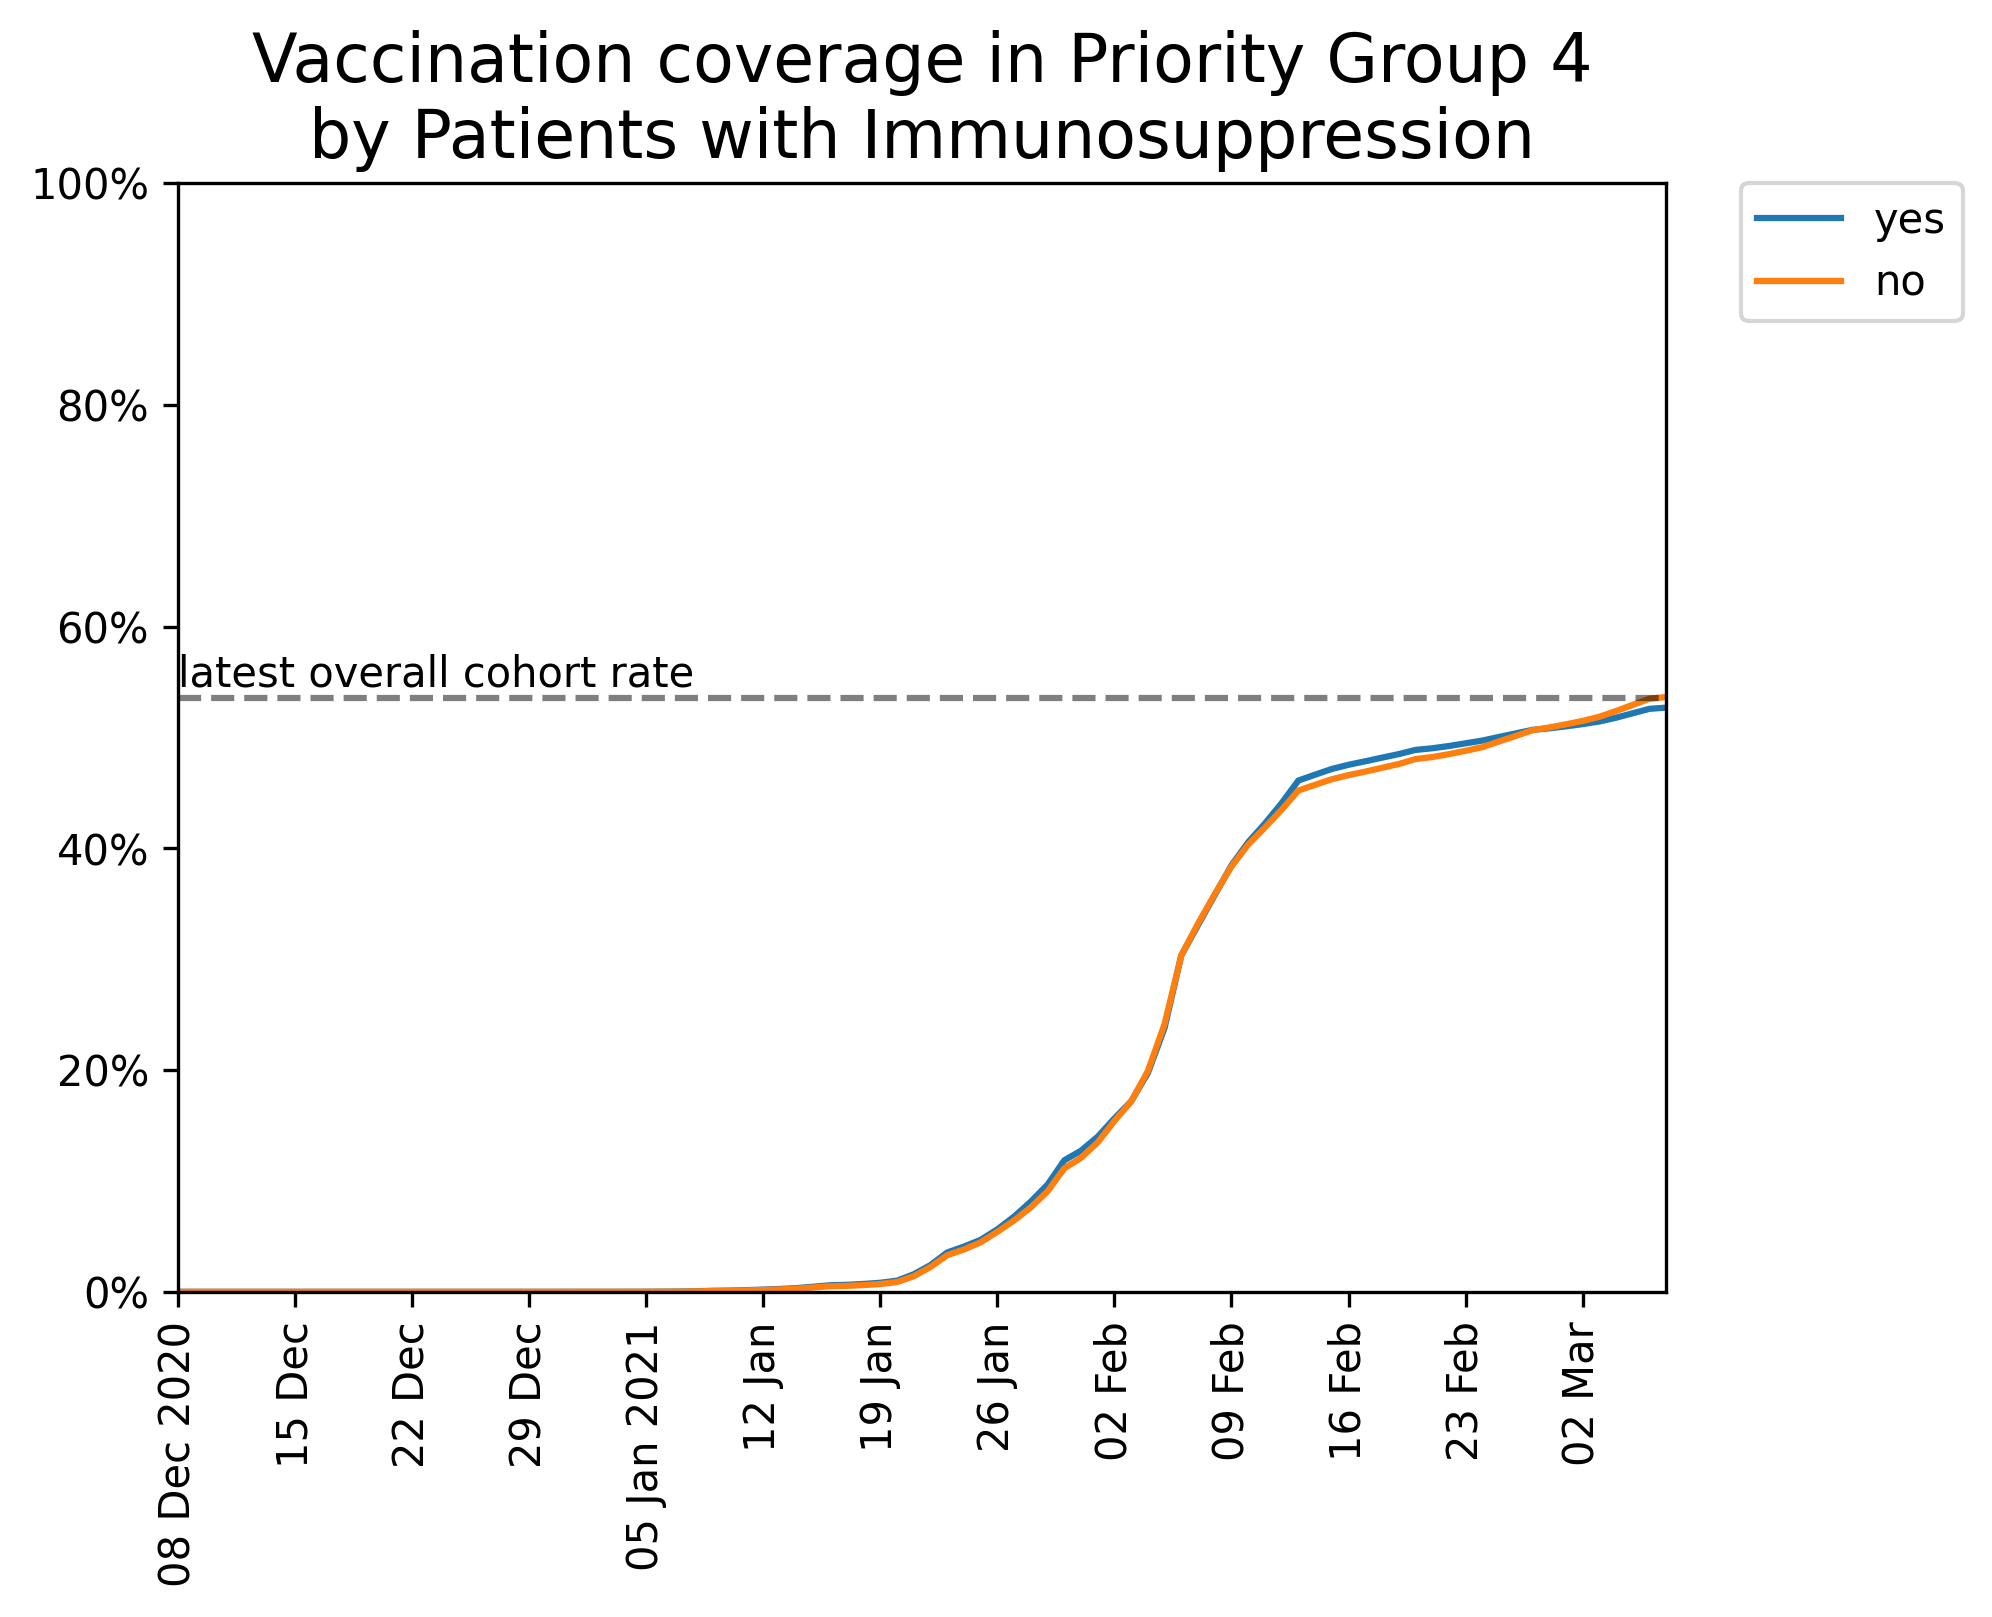 Vaccination coverage in Priority Group 4
by Patients with Immunosuppression
100%
80%
60%
40%
20%
0%
latest overall cohort rate
yes
no
08 Dec 2020
15 Dec
22 Dec
29 Dec
05 Jan 2021
12 Jan
19 Jan
26 Jan
02 Feb
09 Feb
16 Feb
23 Feb
02 Mar